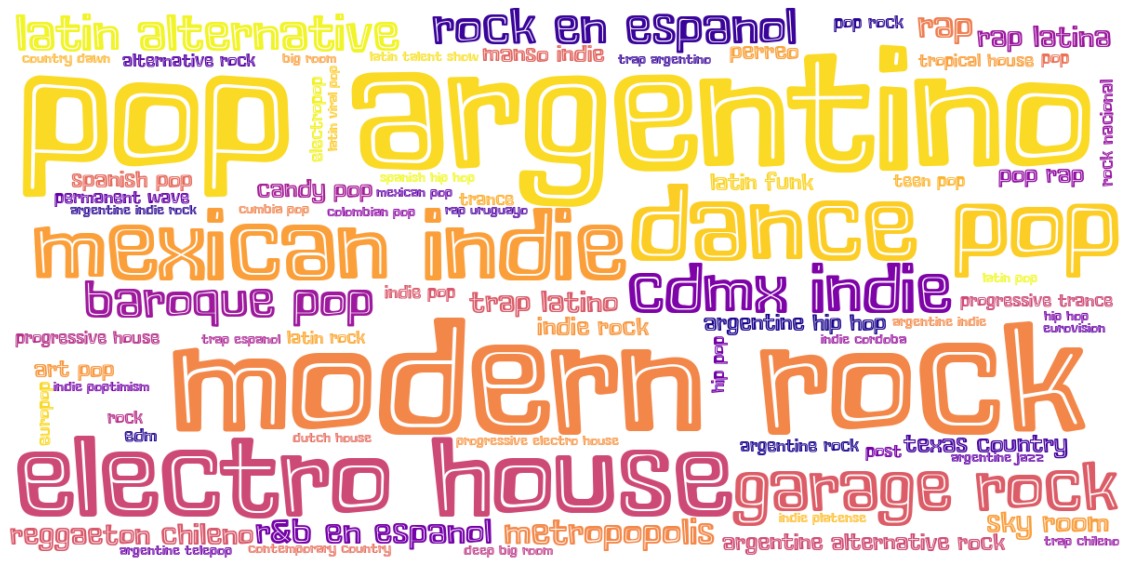 latin alternative
rock en espanol
pop rock
rap
rap latina
country dawn
alternative rock
big room
latin talent show
manso indie
trap argentino
perreo
tropical house
pop
pop argentino
electropop
latin viral pop
rock nacional
spanish pop
candy pop
spanish hip hop
mexican pop
latin funk
teen pop
pop rap
permanent wave
trance
argentine indie rock
cumbia pop
colombian pop
rap uruguayo
mexican indie
dance pop
baroque pop
indie pop
trap latino
cdmx indie
latin pop
progressive trance
progressive house
trap espanol
latin rock
indie rock
argentine hip hop
argentine indie
hip hop
eurovision
indie cordoba
modern rock
hip pop
art pop
indie poptimism
europop
rock
edm
dutch house
progressive electro house
argentine rock
post
texas country
argentine jazz
electro house
garage rock
indie platense
sky room
reggaeton chileno
r&b en espanol
metropopolis
argentine alternative rock
trap chileno
argentine telepop
contemporary country
deep big room